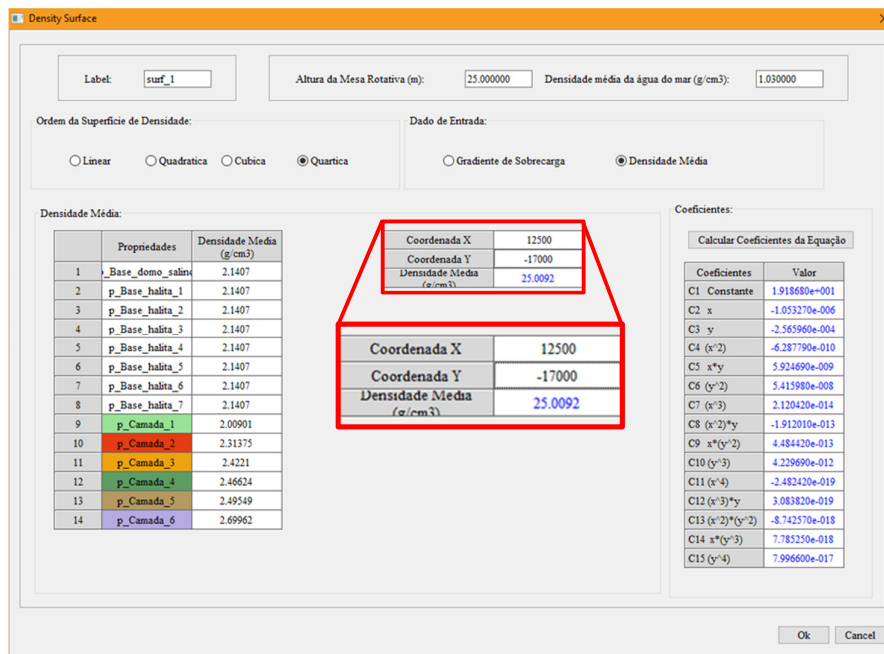 Density Surface
Label: surf_1 Altura da Mesa Rotativa (m): 25.000000 Densidade média da água do mar (g/cm3): 1.030000
Ordem da Superfície de Densidade: Dado de Entrada:
Linear Quadratica Cubica Quartica Gradiente de Sobrecarga Densidade Média
Densidade Média: Coeficientes:
Calcular Coeficientes da Equação
Propriedades Densidade Media (g/cm3)
1 _Base_domo_salino 2.1407
2 p_Base_halita_1 2.1407
3 p_Base_halita_2 2.1407
4 p_Base_halita_3 2.1407
5 p_Base_halita_4 2.1407
6 p_Base_halita_5 2.1407
7 p_Base_halita_6 2.1407
8 p_Base_halita_7 2.1407
9 p_Camada_1 2.00901
10 p_Camada_2 2.31375
11 p_Camada_3 2.4221
12 p_Camada_4 2.46624
13 p_Camada_5 2.49549
14 p_Camada_6 2.69962
Coordenada X 12500
Coordenada Y -17000
Densidade Media (g/cm3) 25.0092
Coordenada X 12500
Coordenada Y -17000
Densidade Media (g/cm3) 25.0092
Coeficientes Valor
C1 Constante 1.918680e+001
C2 x -1.053270e-006
C3 y -2.565960e-004
C4 (x^2) -6.287790e-010
C5 x*y 5.924690e-009
C6 (y^2) 5.415980e-008
C7 (x^3) 2.120420e-014
C8 (x^2)*y -1.912010e-013
C9 x*(y^2) 4.484420e-013
C10 (y^3) 4.229690e-012
C11 (x^4) -2.482420e-019
C12 (x^3)*y 3.083820e-019
C13 (x^2)*(y^2) -8.742570e-018
C14 x*(y^3) 7.785250e-018
C15 (y^4) 7.996600e-017
Ok Cancel